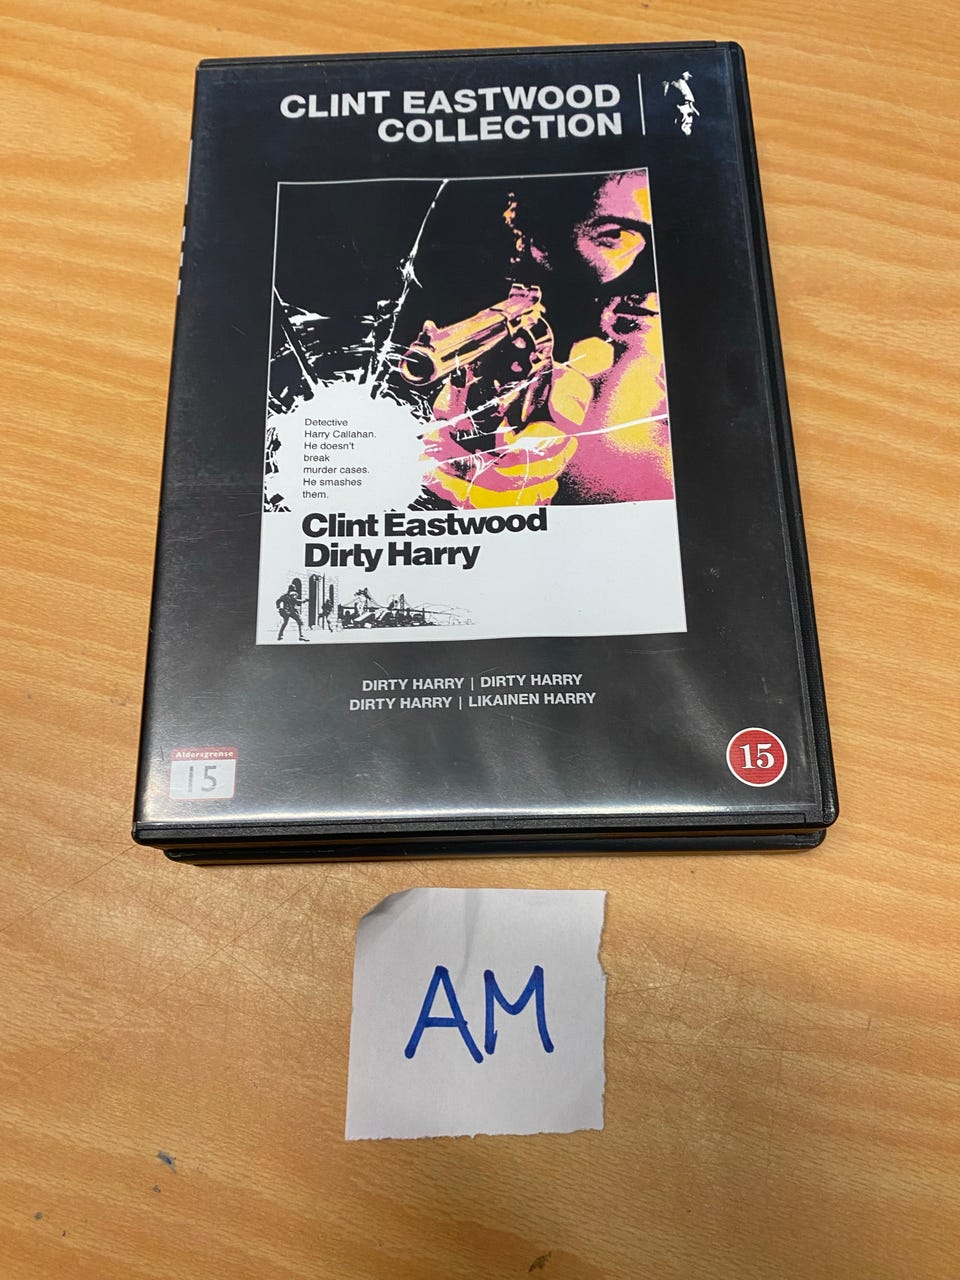 CLINT EASTWOOD
COLLECTION
Detective
Harry Callahan.
He doesn't
break
murder cases.
He smashes
them.
Clint Eastwood
Dirty Harry
DIRTY HARRY | DIRTY HARRY
DIRTY HARRY | LIKAINEN HARRY
Aldersgrense
15
15
AM